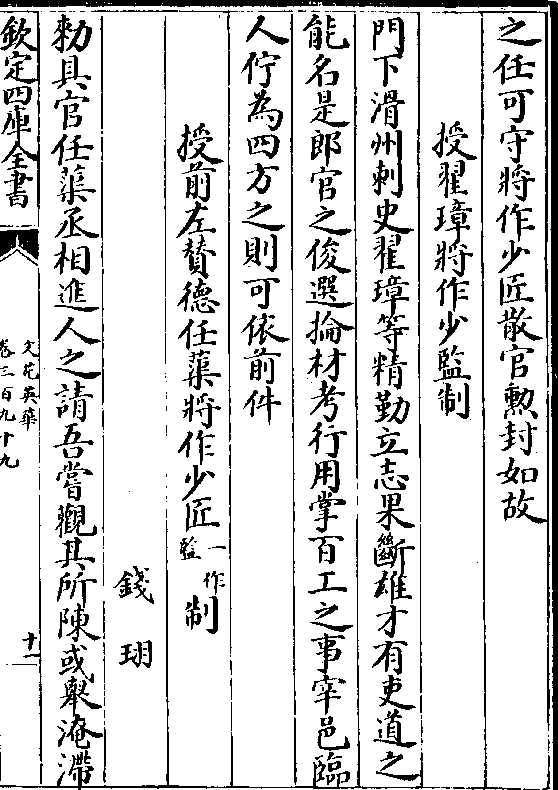 之任可守將作少匠散官勲封如故
授翟璋將作少監制
門下滑州刺史翟璋等精勤立志果斷雄才有吏道之
能名是郎官之俊選掄材考行用掌百工之事宰邑臨
人佇為四方之則可依前件
授前左賛德任蕖將作少匠一作監制
錢珝
勑具官任蕖丞相進人之請吾嘗觀其所陳或舉淹滯
欽定四庫全書
文苑英華
卷三百九十九
十一